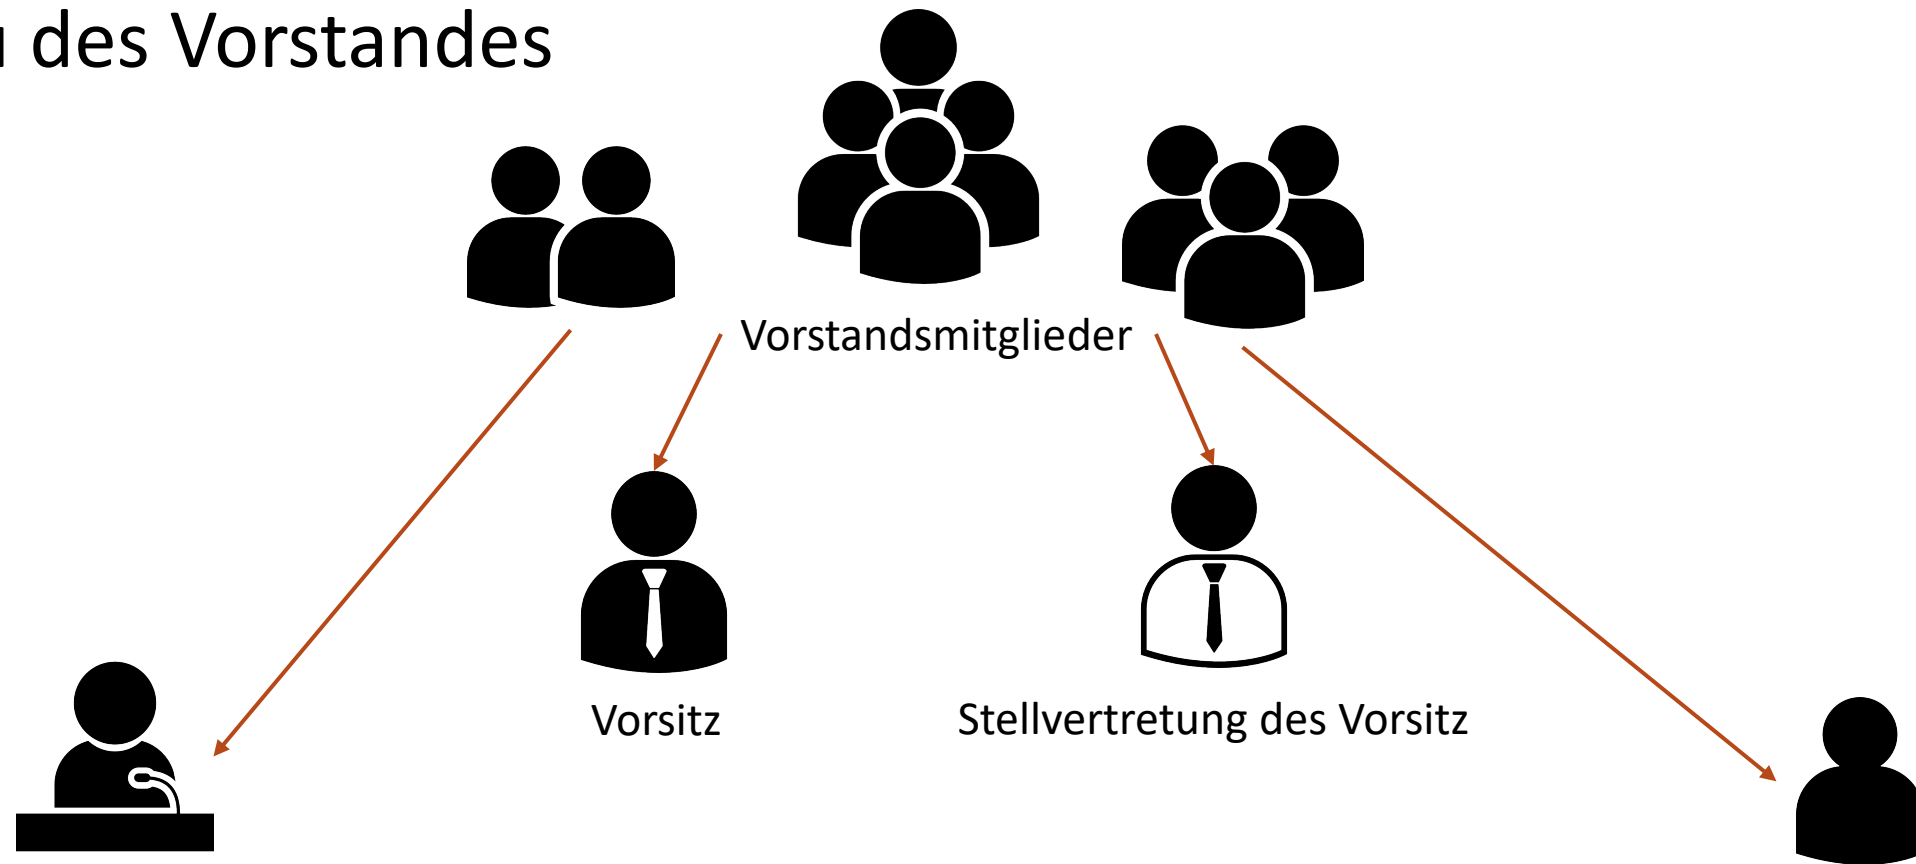 des Vorstandes
Vorstandsmitglieder
Vorsitz
Stellvertretung des Vorsitz